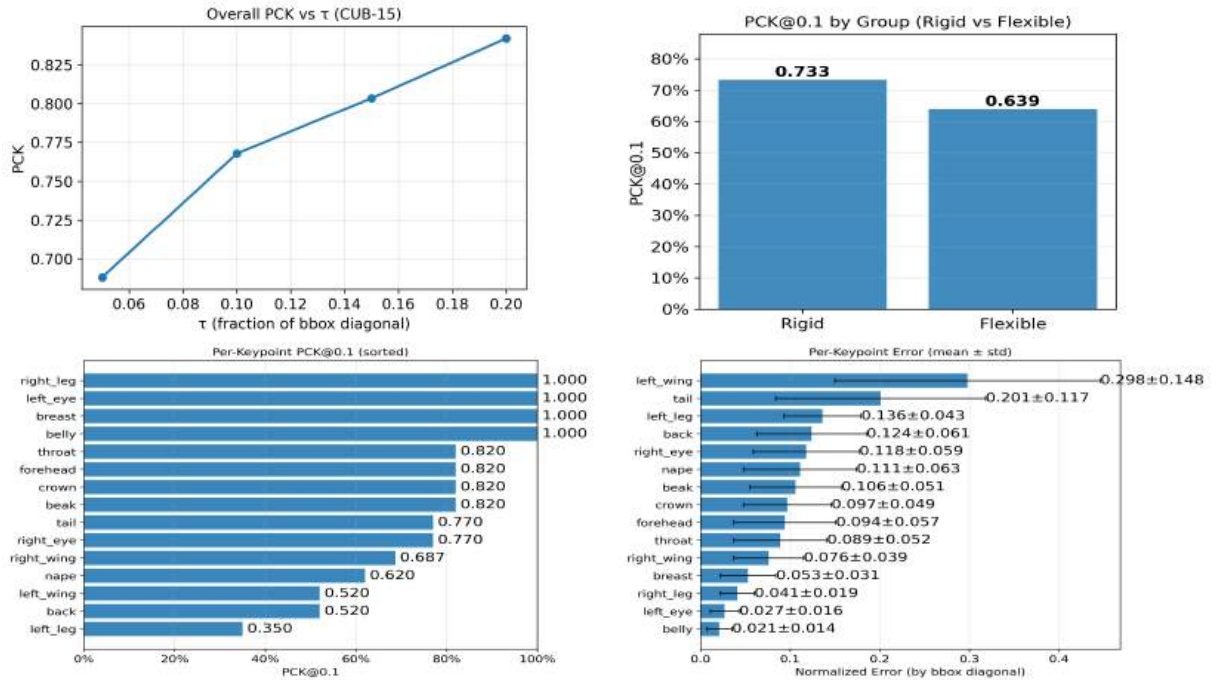 Overall PCK vs τ (CUB-15)
PCK
0.825
0.800
0.775
0.750
0.725
0.700
0.06 0.08 0.10 0.12 0.14 0.16 0.18 0.20
τ (fraction of bbox diagonal)
PCK@0.1 by Group (Rigid vs Flexible)
PCK@0.1
80%
70%
60%
50%
40%
30%
20%
10%
0%
0.733
0.639
Rigid Flexible
Per-Keypoint PCK@0.1 (sorted)
right_leg 1.000
left_eye 1.000
breast 1.000
belly 1.000
throat 0.820
forehead 0.820
crown 0.820
beak 0.820
tail 0.770
right_eye 0.770
right_wing 0.687
nape 0.620
left_wing 0.520
back 0.520
left_leg 0.350
0% 20% 40% 60% 80% 100%
PCK@0.1
Per-Keypoint Error (mean ± std)
left_wing 0.298±0.148
tail 0.201±0.117
left_leg 0.136±0.043
back 0.124±0.061
right_eye 0.118±0.059
nape 0.111±0.063
beak 0.106±0.051
crown 0.097±0.049
forehead 0.094±0.057
throat 0.089±0.052
right_wing 0.076±0.039
breast 0.053±0.031
right_leg 0.041±0.019
left_eye 0.027±0.016
belly 0.021±0.014
0.0 0.1 0.2 0.3 0.4
Normalized Error (by bbox diagonal)